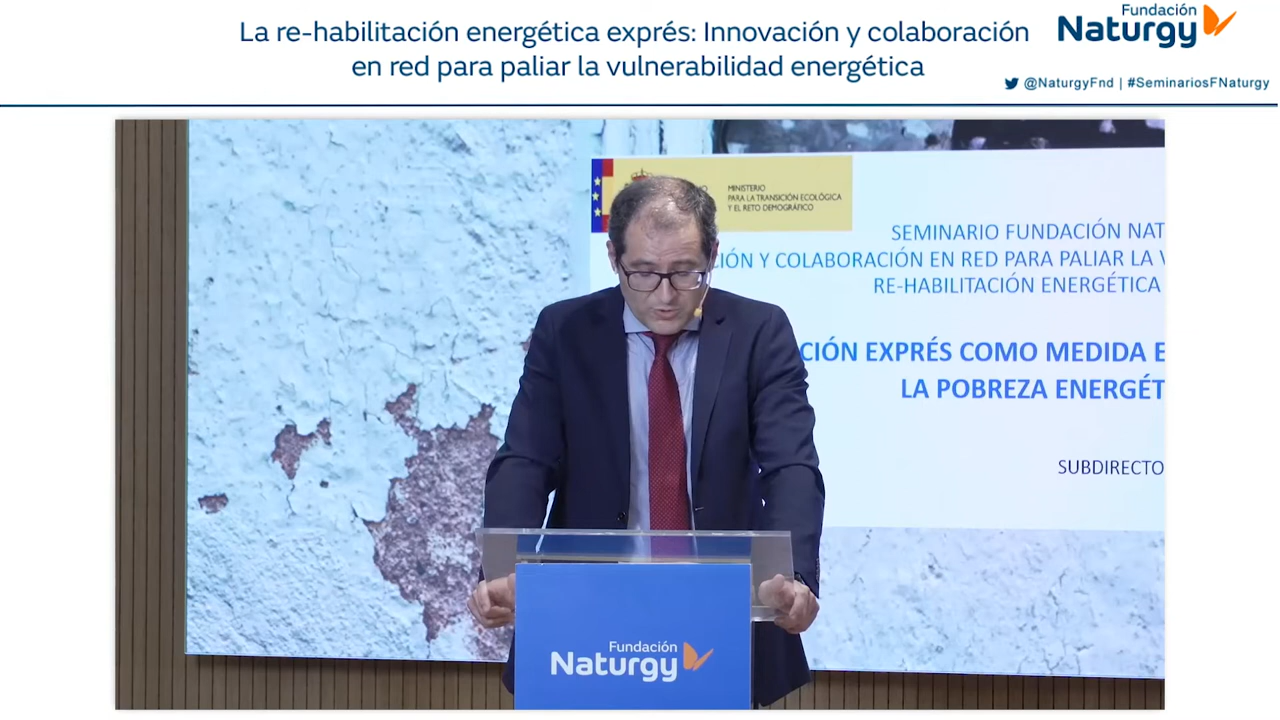 La re-habilitación energética exprés: Innovación y colaboración
en red para paliar la vulnerabilidad energética
Fundación
Naturgy
@NaturgyFnd | #SeminariosFNaturgy
MINISTERIO
PARA LA TRANSICIÓN ECOLÓGICA
Y EL RETO DEMOGRÁFICO
SEMINARIO FUNDACIÓN NAT
CIÓN Y COLABORACIÓN EN RED PARA PALIAR LA V
RE-HABILITACIÓN ENERGÉTICA
CIÓN EXPRÉS COMO MEDIDA E
LA POBREZA ENERGÉT
SUBDIRECTO
Fundación
Naturgy